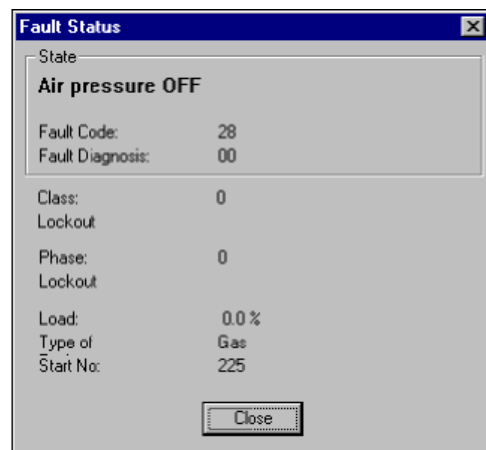 Fault Status
State
Air pressure OFF
Fault Code: 28
Fault Diagnosis: 00
Class: 0
Lockout
Phase: 0
Lockout
Load: 0.0 %
Type of Gas
Start No: 225
Close